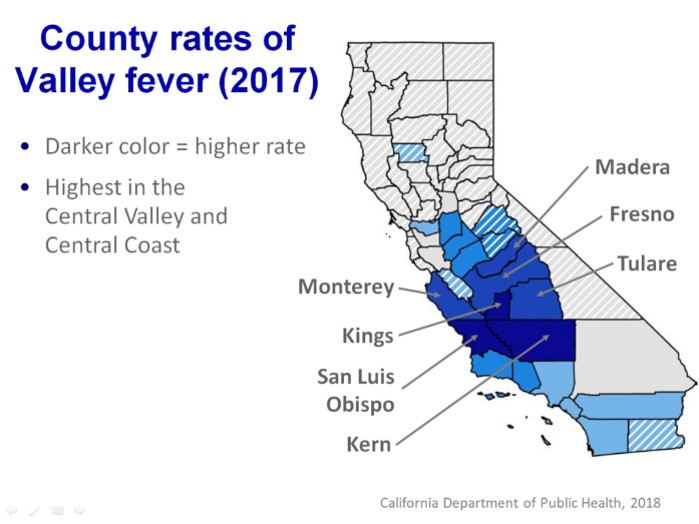 County rates of
Valley fever (2017)
• Darker color = higher rate
• Highest in the
Central Valley and
Central Coast
Madera
Fresno
Tulare
Monterey
Kings
San Luis
Obispo
Kern
California Department of Public Health, 2018